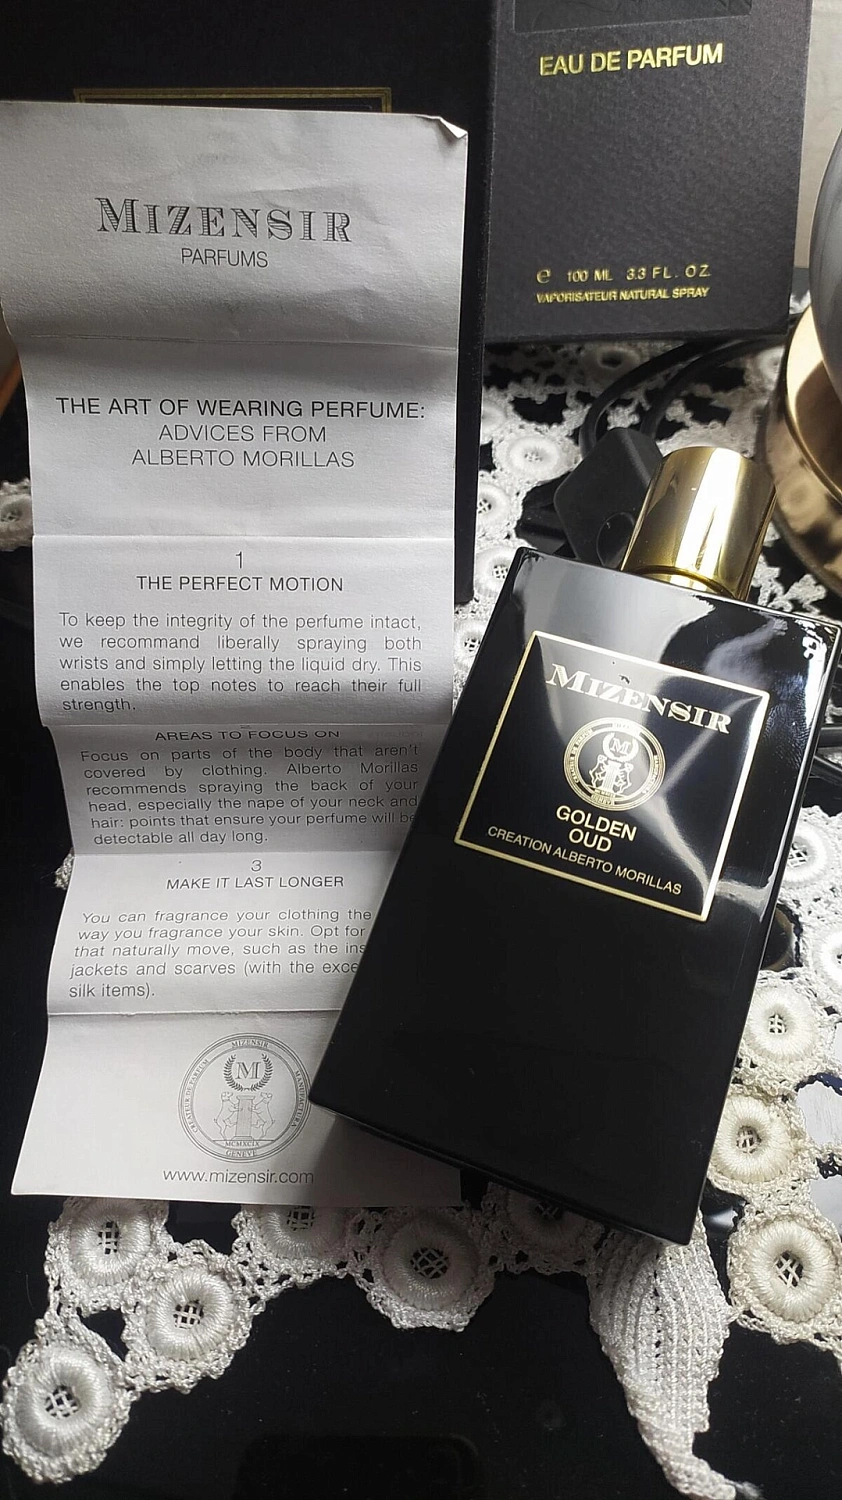 MIZENSIR
PARFUMS
THE ART OF WEARING PERFUME:
ADVICES FROM
ALBERTO MORILLAS
1
THE PERFECT MOTION
To keep the integrity of the perfume intact,
we recommand liberally spraying both
wrists and simply letting the liquid dry. This
enables the top notes to reach their full
strength.
AREAS TO FOCUS ON
Focus on parts of the body that aren't
covered by clothing. Alberto Morillas
recommends spraying the back of your
head, especially the nape of your neck and
hair: points that ensure your perfume will be
detectable all day long.
3
MAKE IT LAST LONGER
You can fragrance your clothing the
way you fragrance your skin. Opt for
that naturally move, such as the
jackets and scarves (with the
silk items).
MIZENSIR
M
CREATEUR DE PARFUM
MANUFACTURA
MCMXCIX
GENEVE
www.mizensir.com
EAU DE PARFUM
e 100 ML 3.3 FL. OZ
VAPORISATEUR NATURAL SPRAY
MIZENSIR
M
GOLDEN
OUD
CREATION ALBERTO MORILLAS